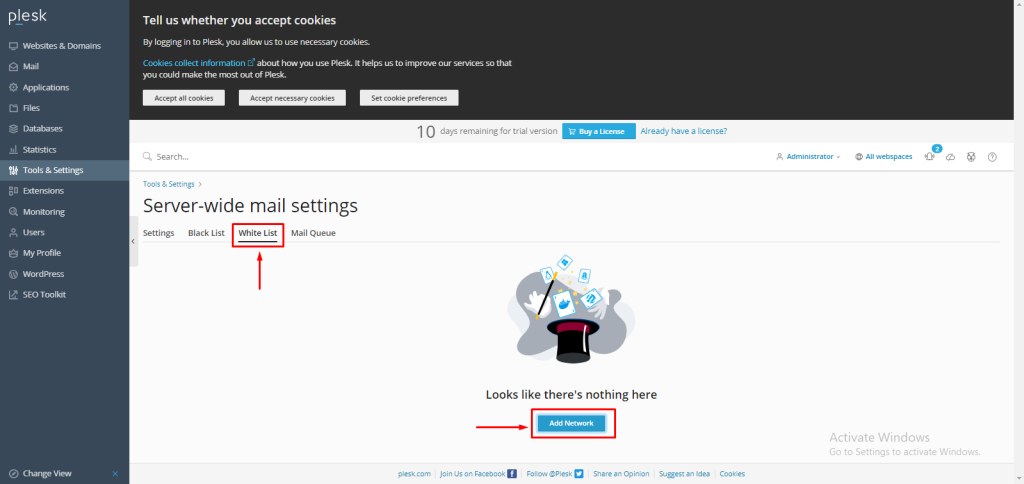 plesk
Websites & Domains
Mail
Applications
Files
Databases
Statistics
Tools & Settings
Extensions
Monitoring
Users
My Profile
WordPress
SEO Toolkit
Change View
Tell us whether you accept cookies
By logging in to Plesk, you allow us to use necessary cookies.
Cookies collect information about how you use Plesk. It helps us to improve our services so that
you could make the most out of Plesk.
Accept all cookies Accept necessary cookies Set cookie preferences
10 days remaining for trial version Buy a License Already have a license?
Search... Administrator All webspaces 2
Tools & Settings
Server-wide mail settings
Settings Black List White List Mail Queue
Looks like there's nothing here
Add Network
Activate Windows
Go to Settings to activate Windows.
plesk.com Join Us on Facebook Follow @Plesk Share an Opinion Suggest an Idea Cookies